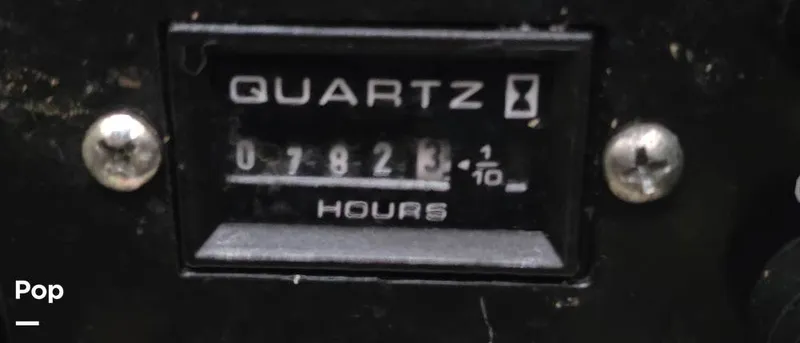 QUARTZ
0 7 8 2 3 1/10
HOURS
Pop